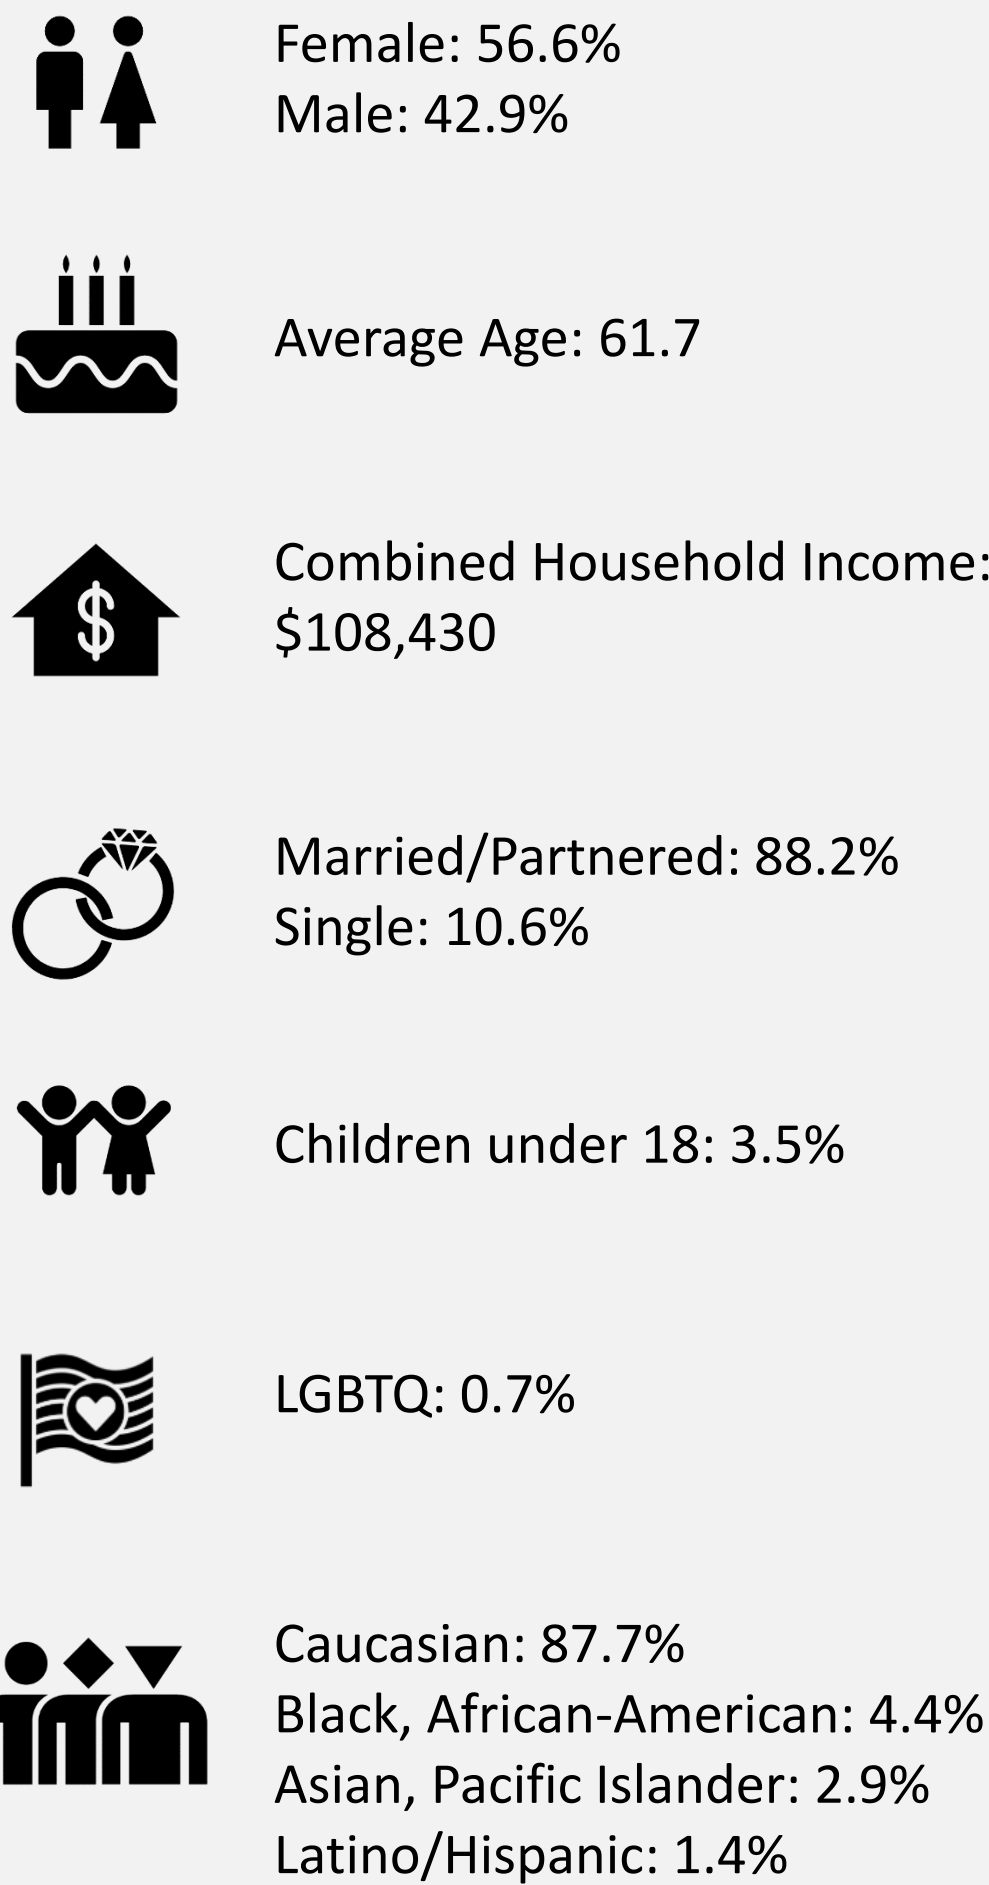 Female: 56.6%
Male: 42.9%
Average Age: 61.7
Combined Household Income:
$108,430
Married/Partnered: 88.2%
Single: 10.6%
Children under 18: 3.5%
LGBTQ: 0.7%
Caucasian: 87.7%
Black, African-American: 4.4%
Asian, Pacific Islander: 2.9%
Latino/Hispanic: 1.4%